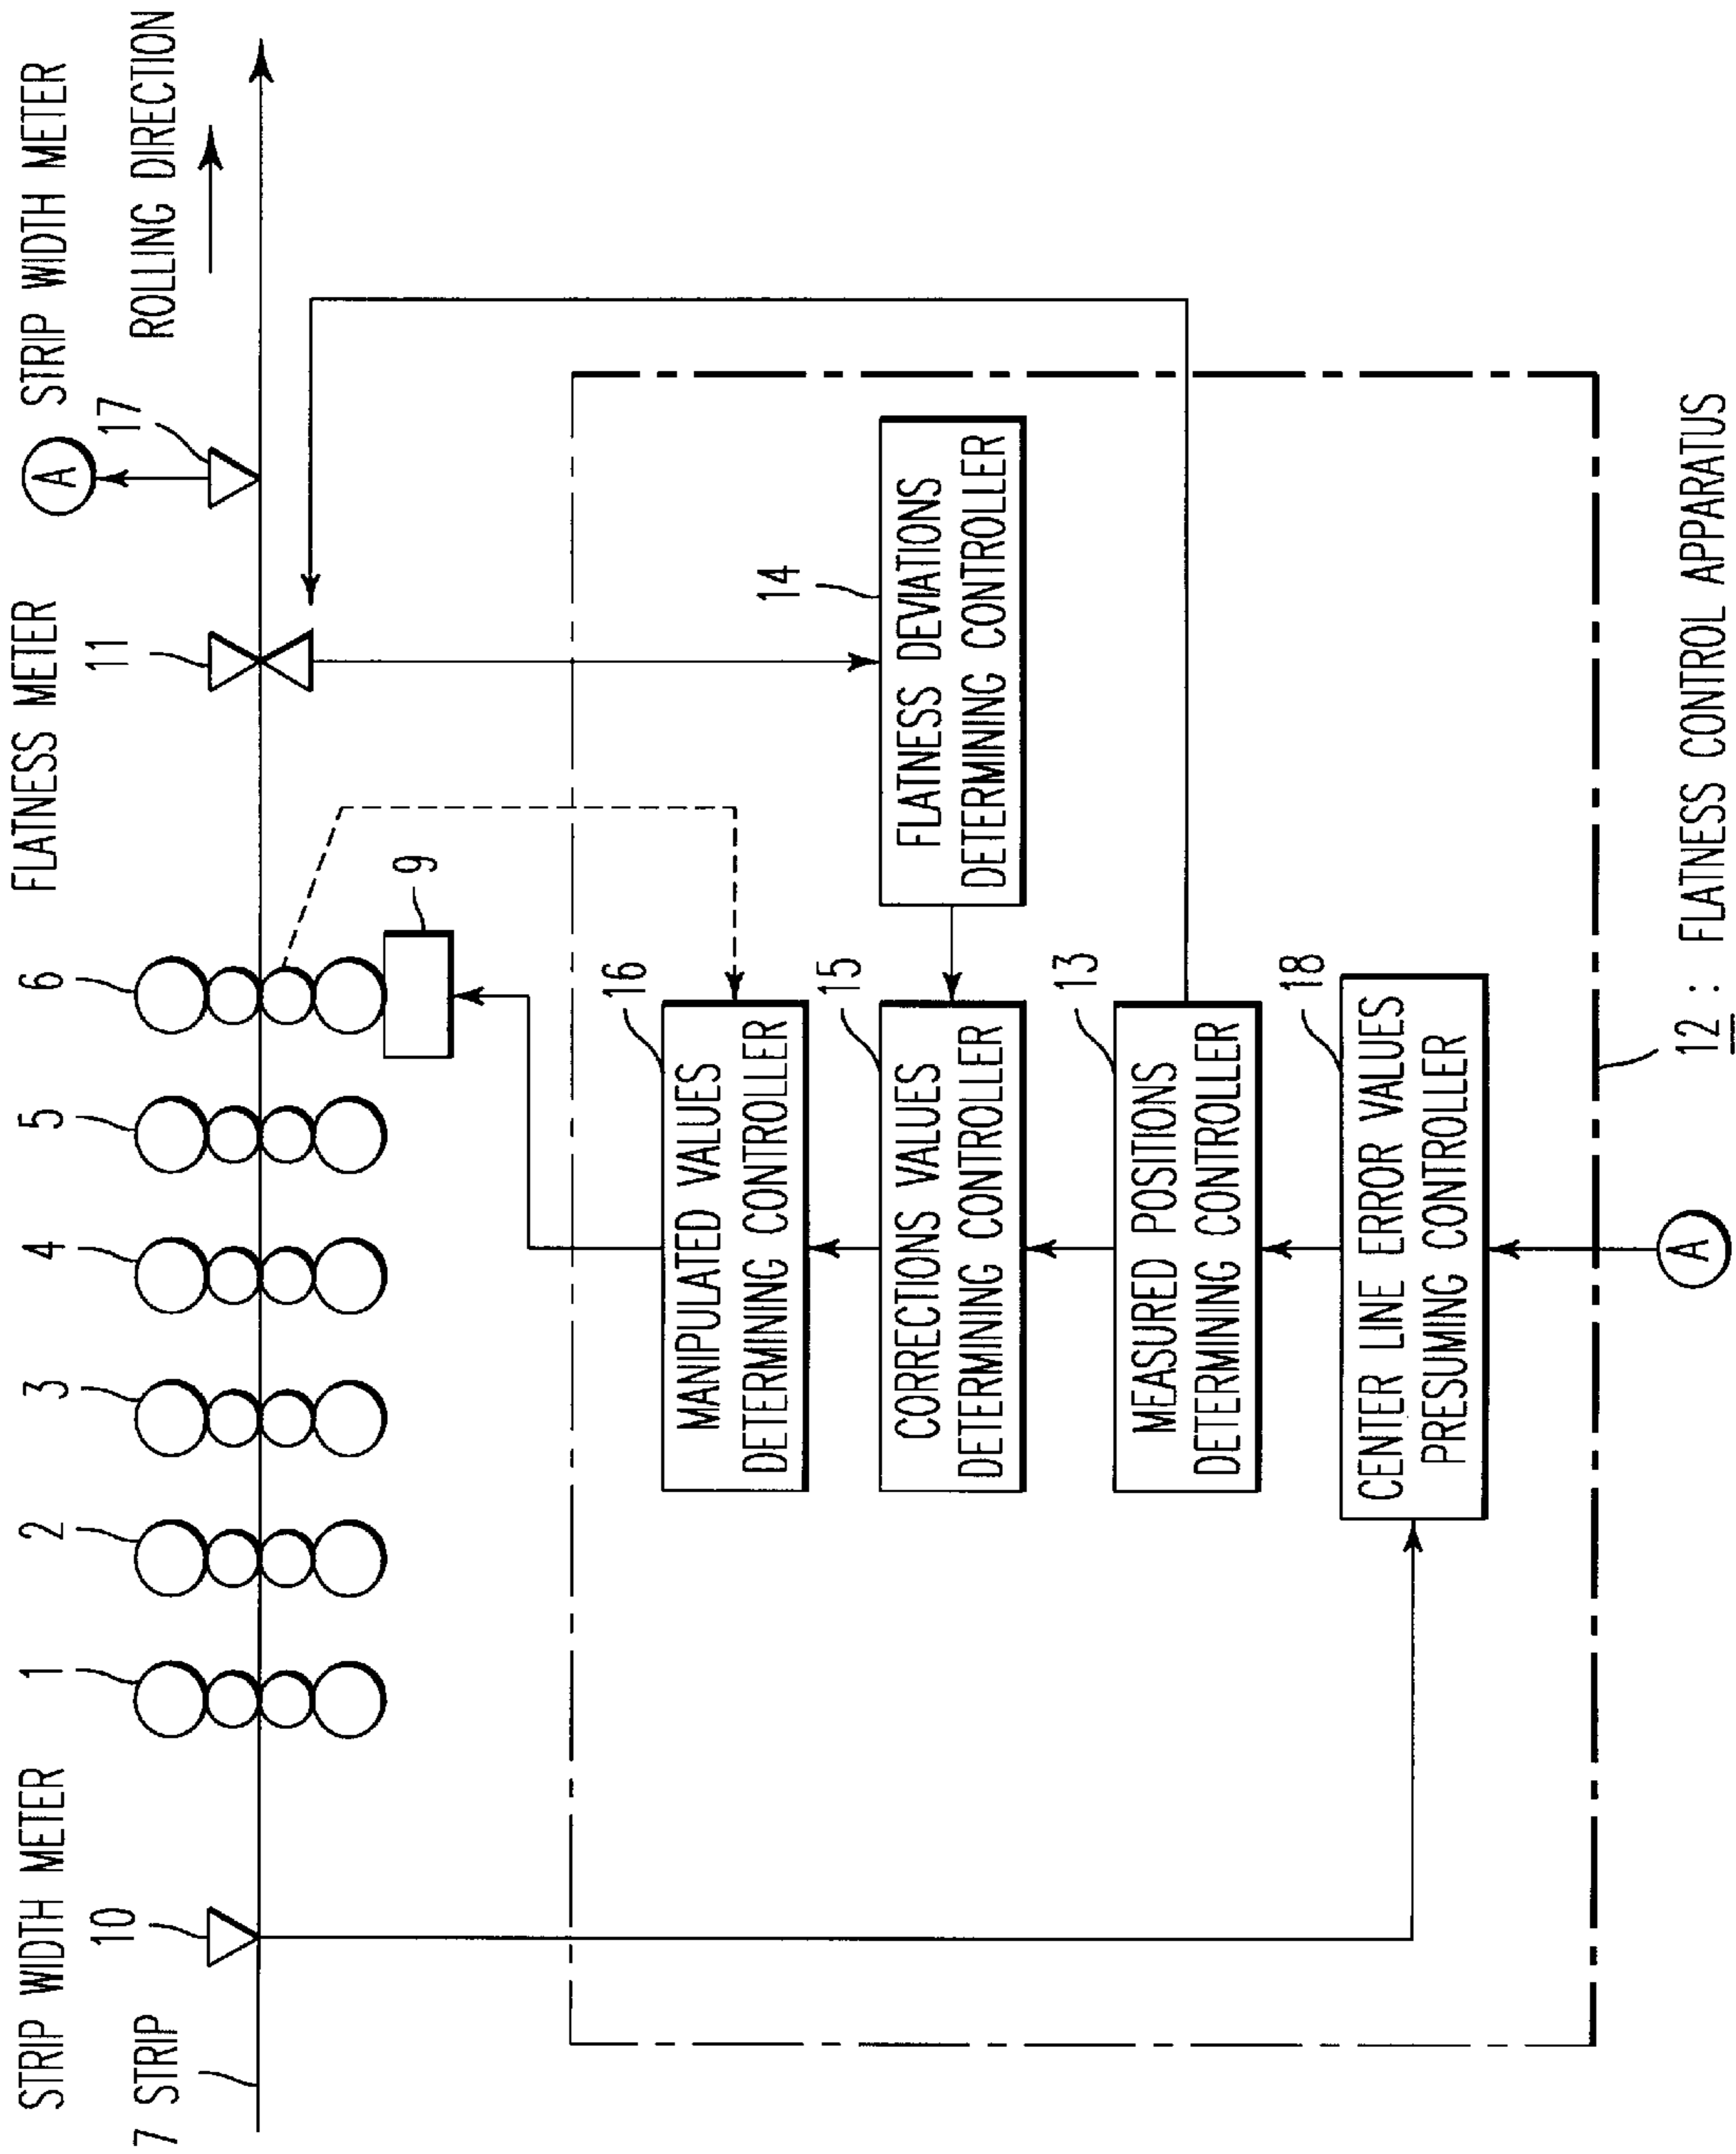 STRIP WIDTH METER
FLATNESS METER
STRIP WIDTH METER
A
7 STRIP
10
1
2
3
4
5
6
11
17
ROLLING DIRECTION
9
16
MANIPULATED VALUES
DETERMINING CONTROLLER
14
FLATNESS DEVIATIONS
DETERMINING CONTROLLER
15
CORRECTIONS VALUES
DETERMINING CONTROLLER
13
MEASURED POSITIONS
DETERMINING CONTROLLER
18
CENTER LINE ERROR VALUES
PRESUMING CONTROLLER
A
12 : FLATNESS CONTROL APPARATUS